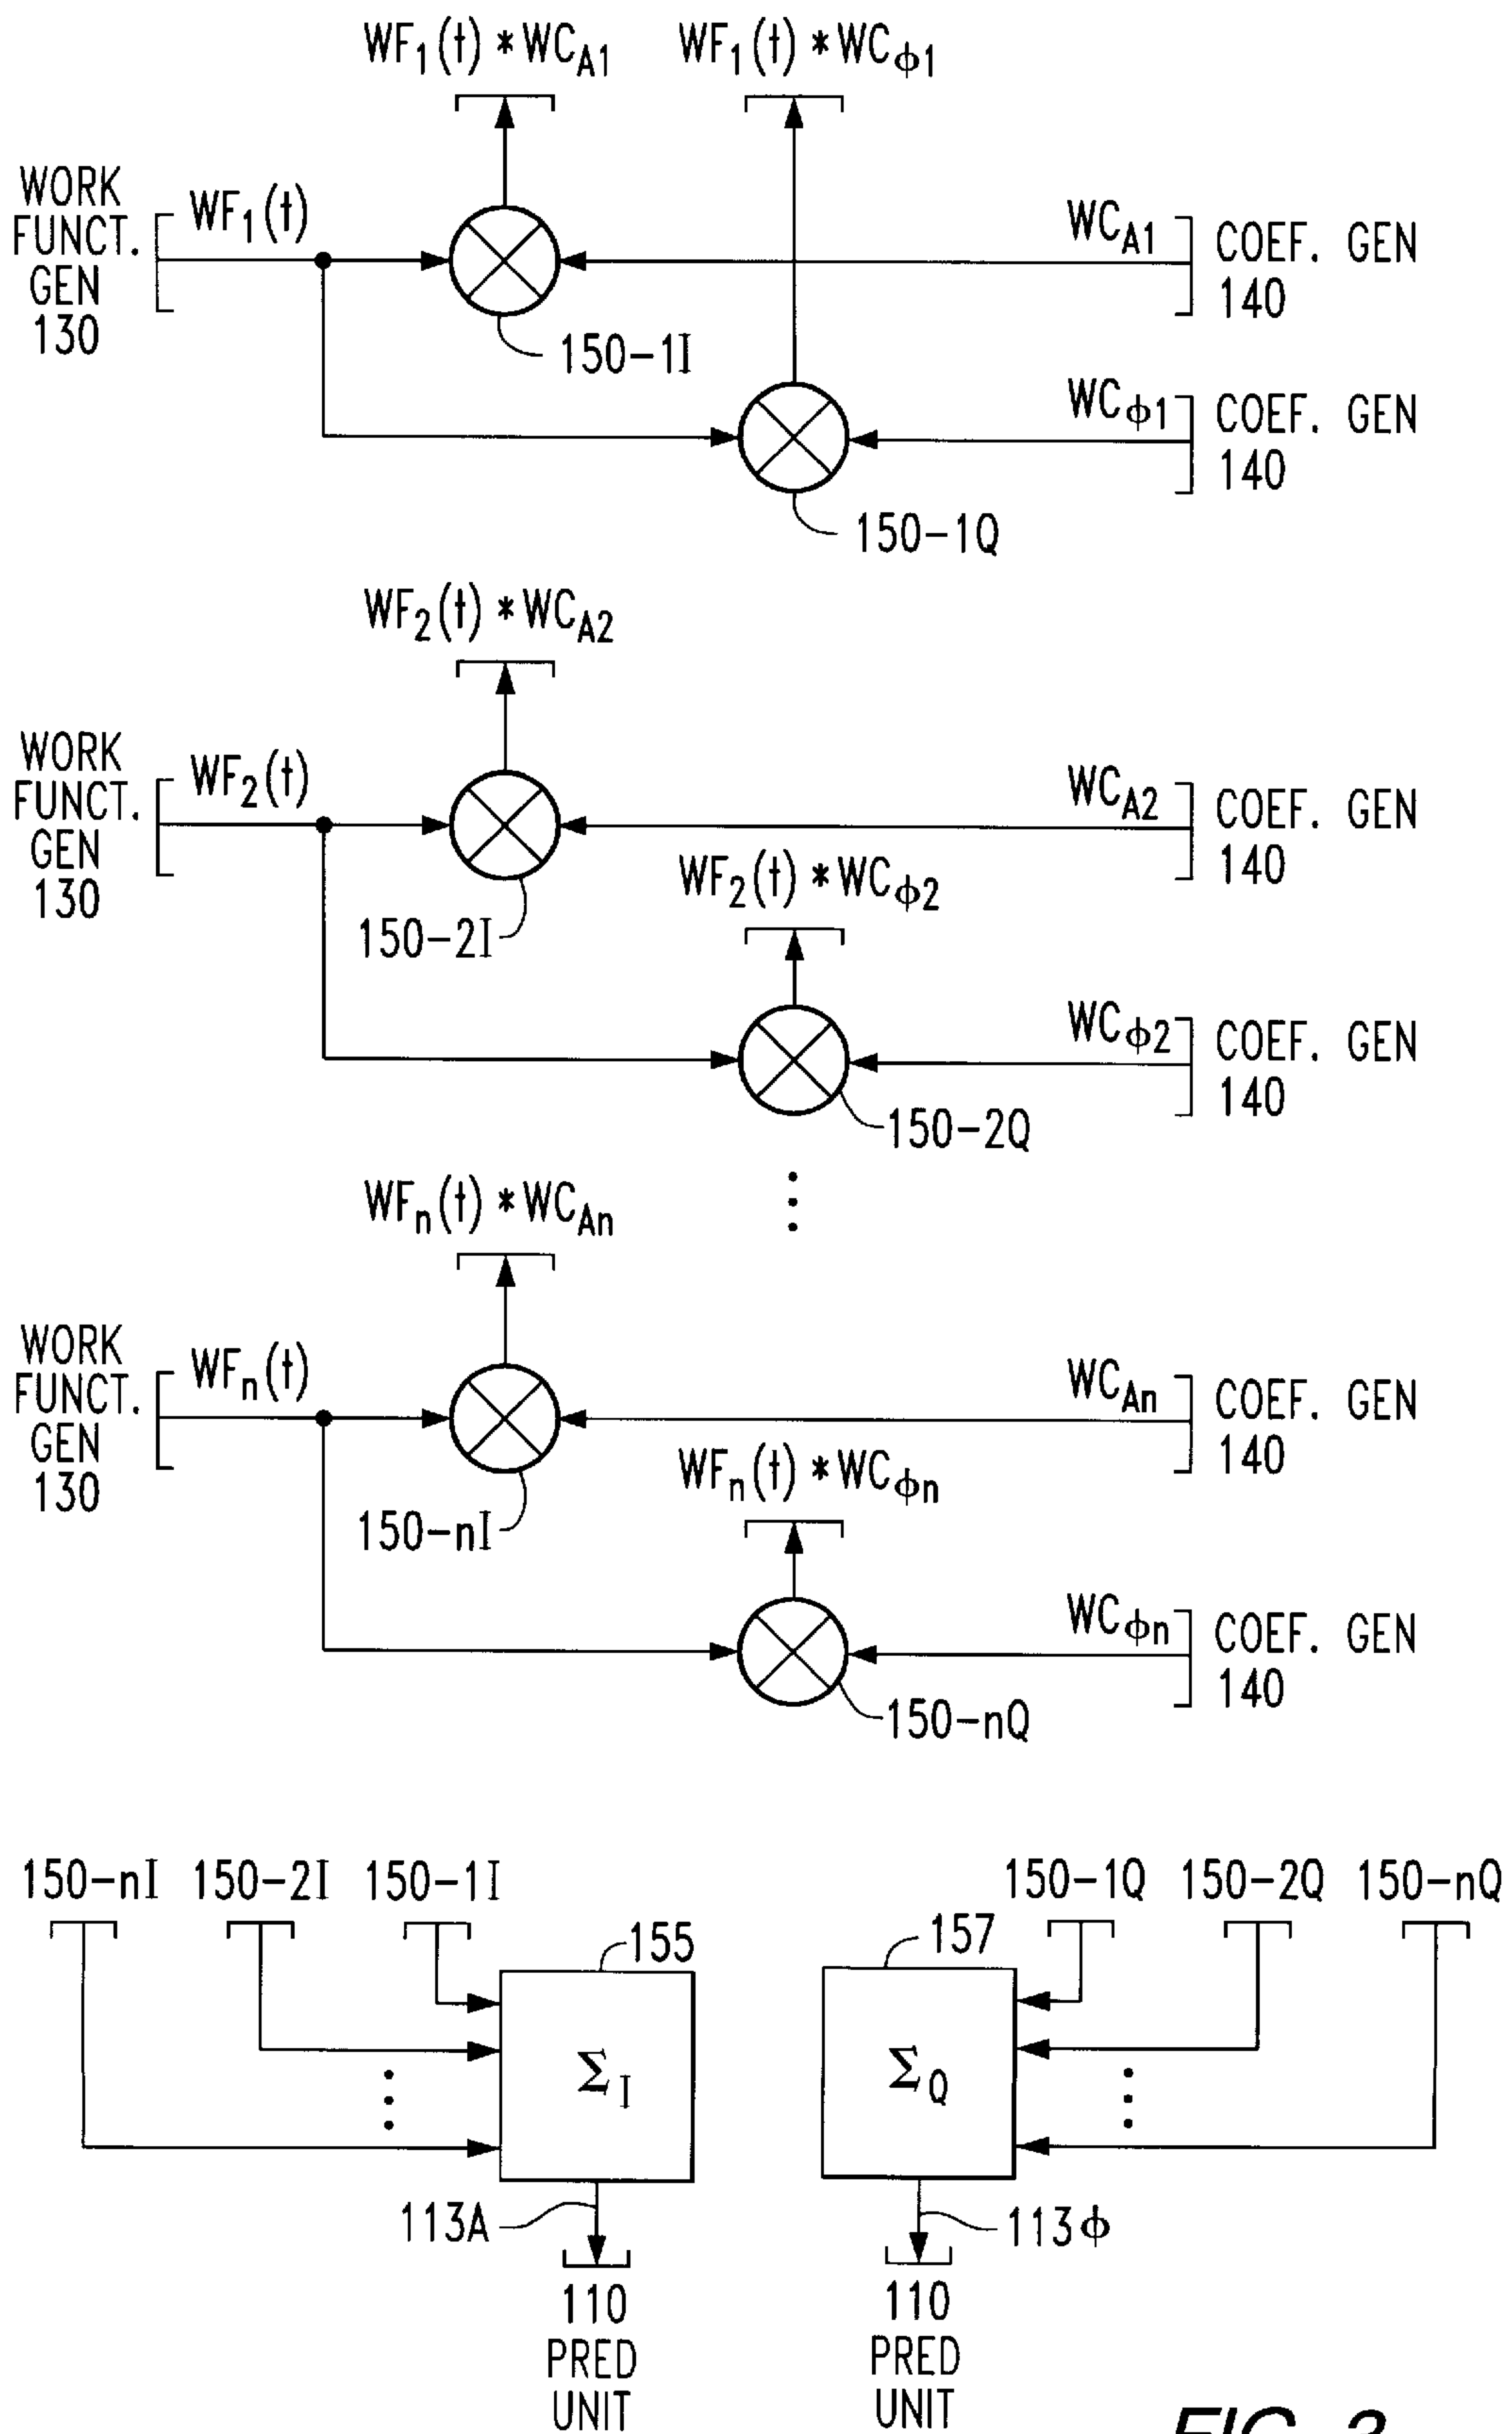 WF1(t)*WCA1 WF1(t)*WCϕ1
WORK
FUNCT.
GEN
130
WF1(t)
WCA1
COEF. GEN
140
150-1I
WCϕ1
COEF. GEN
140
150-1Q
WF2(t)*WCA2
WORK
FUNCT.
GEN
130
WF2(t)
WCA2
COEF. GEN
140
150-2I
WF2(t)*WCϕ2
WCϕ2
COEF. GEN
140
150-2Q
WFn(t)*WCAn
WORK
FUNCT.
GEN
130
WFn(t)
WCAn
COEF. GEN
140
150-nI
WFn(t)*WCϕn
WCϕn
COEF. GEN
140
150-nQ
150-nI 150-2I 150-1I
150-1Q 150-2Q 150-nQ
155
157
ΣI
ΣQ
113A
113ϕ
110
PRED
UNIT
110
PRED
UNIT